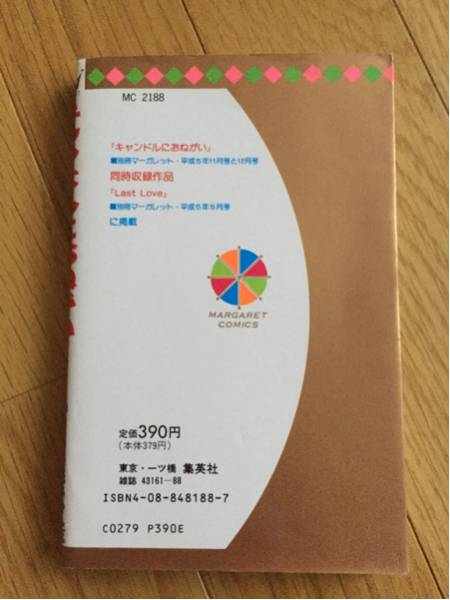 MC 2188
「キャンドルにおねがい」
■別冊マーガレット・平成5年11月号と12月号
同時収録作品
「Last Love」
■別冊マーガレット・平成5年5月号
に掲載
MARGARET
COMICS
定価390円
(本体379円)
東京・一ツ橋 集英社
雑誌 43161-88
ISBN4-08-848188-7
C0279 P390E